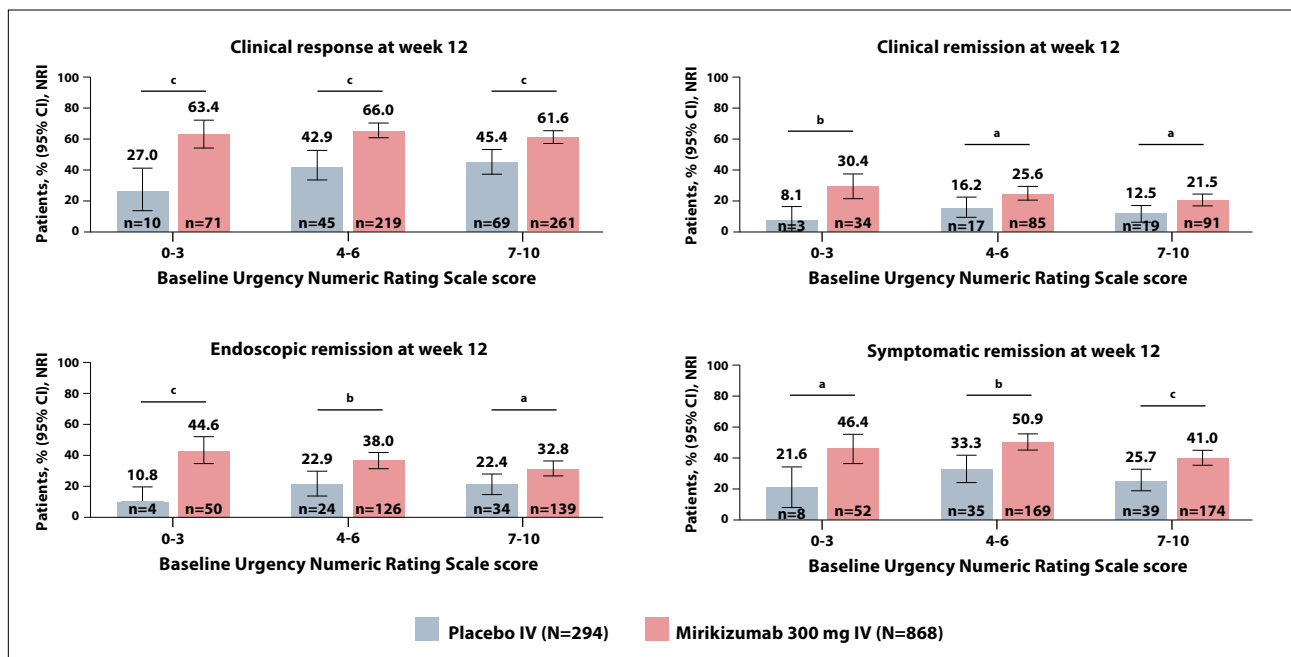 Clinical response at week 12
Patients, % (95% CI), NRI
100
80
60
40
20
0
c
c
c
27.0
63.4
42.9
66.0
45.4
61.6
n=10
n=71
n=45
n=219
n=69
n=261
0-3
4-6
7-10
Baseline Urgency Numeric Rating Scale score
Clinical remission at week 12
Patients, % (95% CI), NRI
100
80
60
40
20
0
b
a
a
8.1
30.4
16.2
25.6
12.5
21.5
n=3
n=34
n=17
n=85
n=19
n=91
0-3
4-6
7-10
Baseline Urgency Numeric Rating Scale score
Endoscopic remission at week 12
Patients, % (95% CI), NRI
100
80
60
40
20
0
c
b
a
10.8
44.6
22.9
38.0
22.4
32.8
n=4
n=50
n=24
n=126
n=34
n=139
0-3
4-6
7-10
Baseline Urgency Numeric Rating Scale score
Symptomatic remission at week 12
Patients, % (95% CI), NRI
100
80
60
40
20
0
a
b
c
21.6
46.4
33.3
50.9
25.7
41.0
n=8
n=52
n=35
n=169
n=39
n=174
0-3
4-6
7-10
Baseline Urgency Numeric Rating Scale score
Placebo IV (N=294)
Mirikizumab 300 mg IV (N=868)